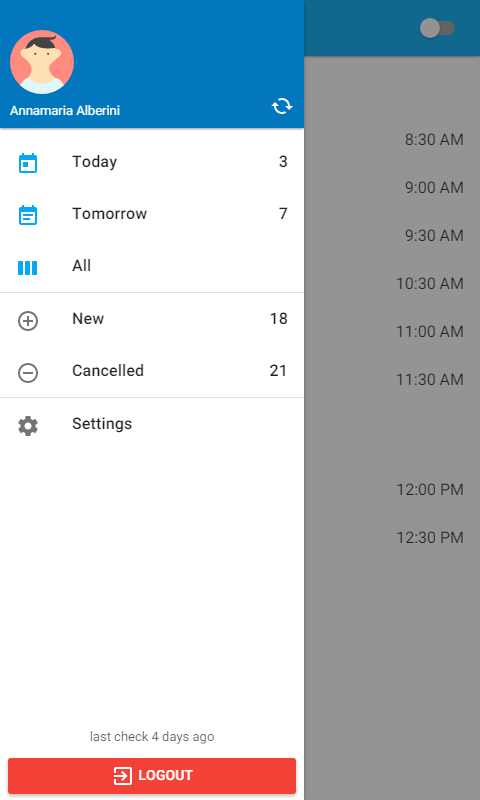 Annamaria Alberini
Today 3
Tomorrow 7
All
New 18
Cancelled 21
Settings
last check 4 days ago
LOGOUT
8:30 AM
9:00 AM
9:30 AM
10:30 AM
11:00 AM
11:30 AM
12:00 PM
12:30 PM